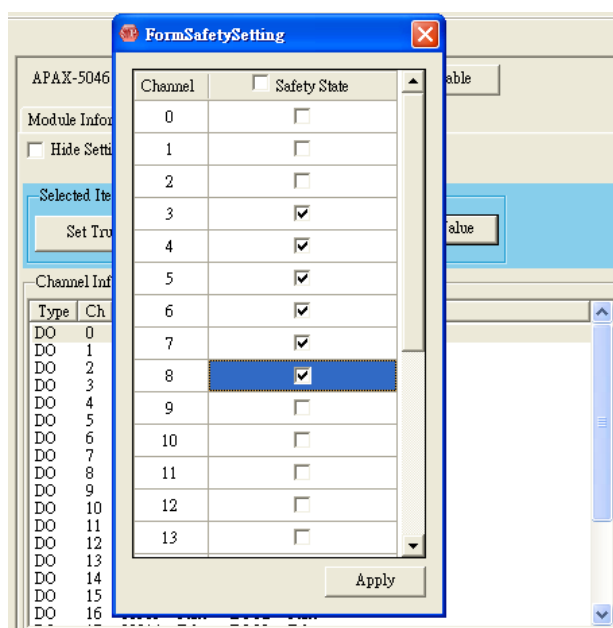 FormSafetySetting
APAX-5046
able
Module Infor
Hide Setti
Selected Ite
Set Tru
alue
Channel Inf
Type Ch
DO 0
DO 1
DO 2
DO 3
DO 4
DO 5
DO 6
DO 7
DO 8
DO 9
DO 10
DO 11
DO 12
DO 13
DO 14
DO 15
DO 16
Channel Safety State
0
1
2
3
4
5
6
7
8
9
10
11
12
13
Apply